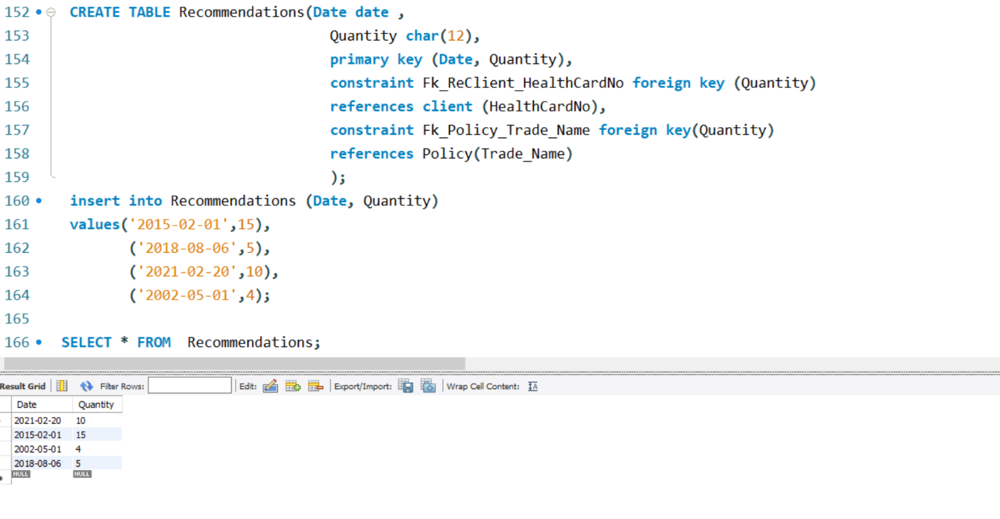 152 CREATE TABLE Recommendations(Date date ,
153 Quantity char(12),
154 primary key (Date, Quantity),
155 constraint Fk_ReClient_HealthCardNo foreign key (Quantity)
156 references client (HealthCardNo),
157 constraint Fk_Policy_Trade_Name foreign key(Quantity)
158 references Policy(Trade_Name)
159 );
160 insert into Recommendations (Date, Quantity)
161 values('2015-02-01',15),
162 ('2018-08-06',5),
163 ('2021-02-20',10),
164 ('2002-05-01',4);
165
166 SELECT * FROM Recommendations;
Result Grid Filter Rows: Edit: Export/Import: Wrap Cell Content: IA
Date Quantity
2021-02-20 10
2015-02-01 15
2002-05-01 4
2018-08-06 5
* NULL NULL